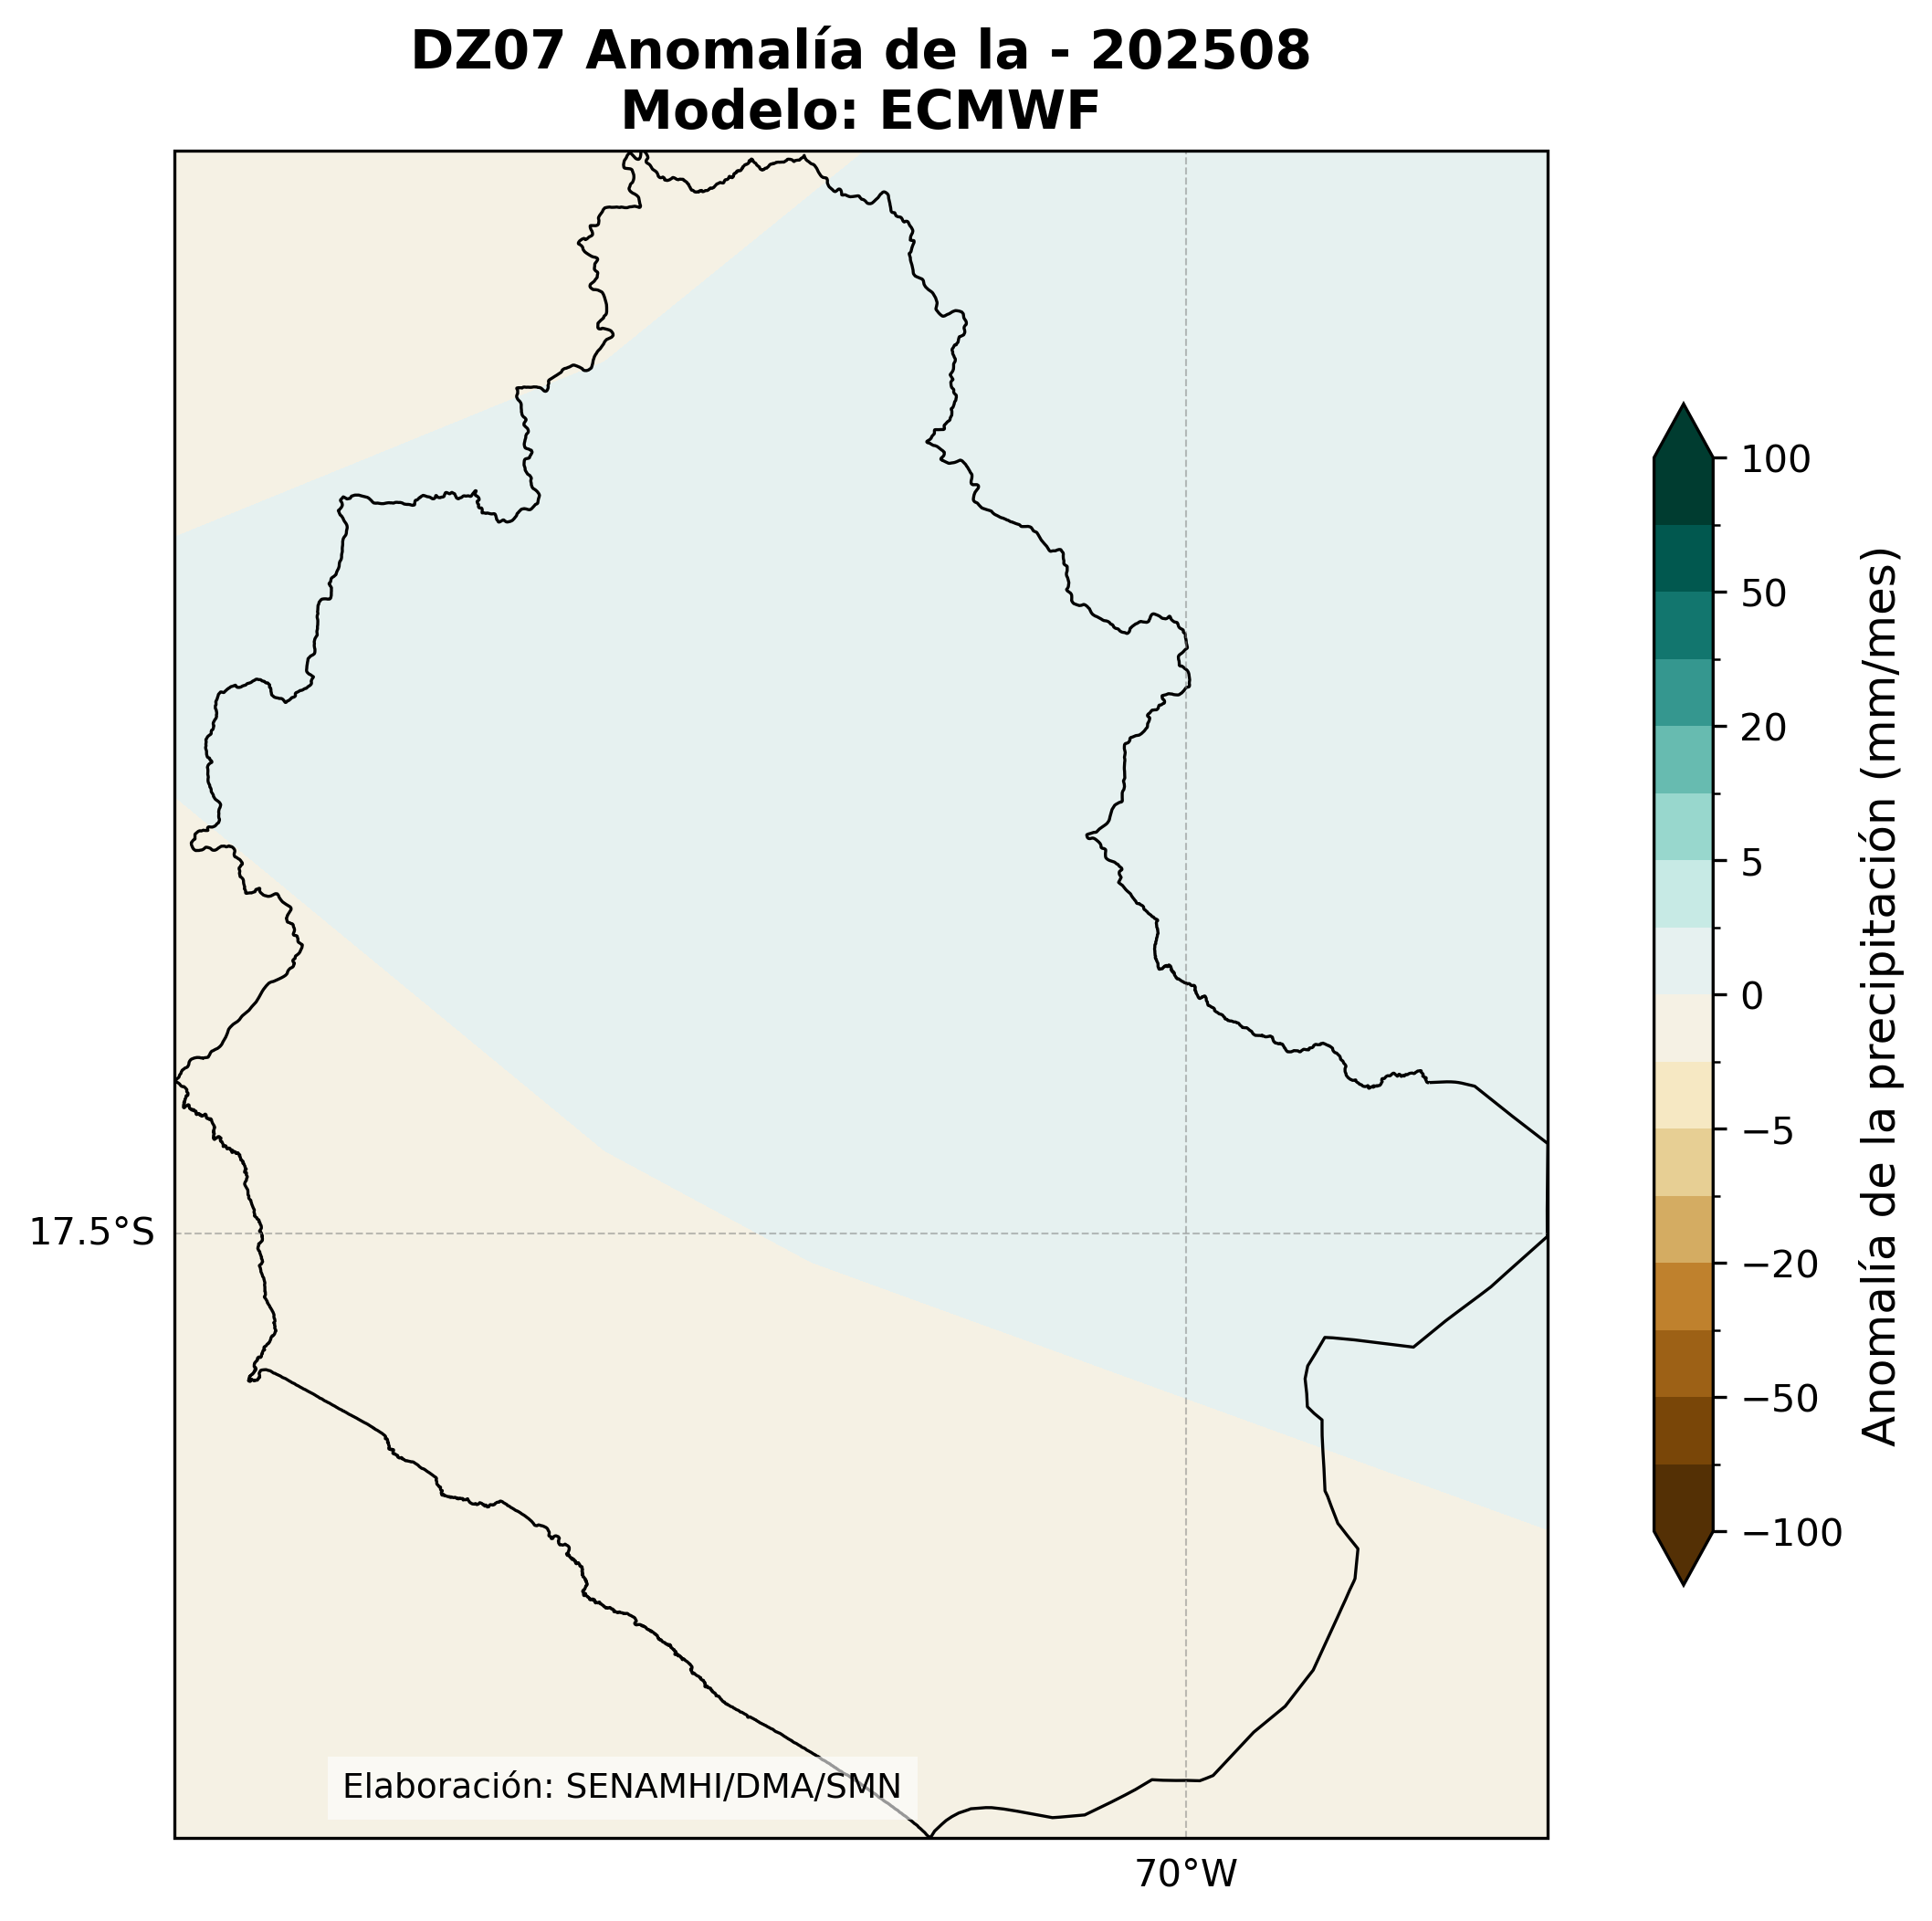 DZ07 Anomalía de la - 202508
Modelo: ECMWF
100
50
20
5
0
−5
−20
−50
−100
Anomalía de la precipitación (mm/mes)
17.5°S
Elaboración: SENAMHI/DMA/SMN
70°W